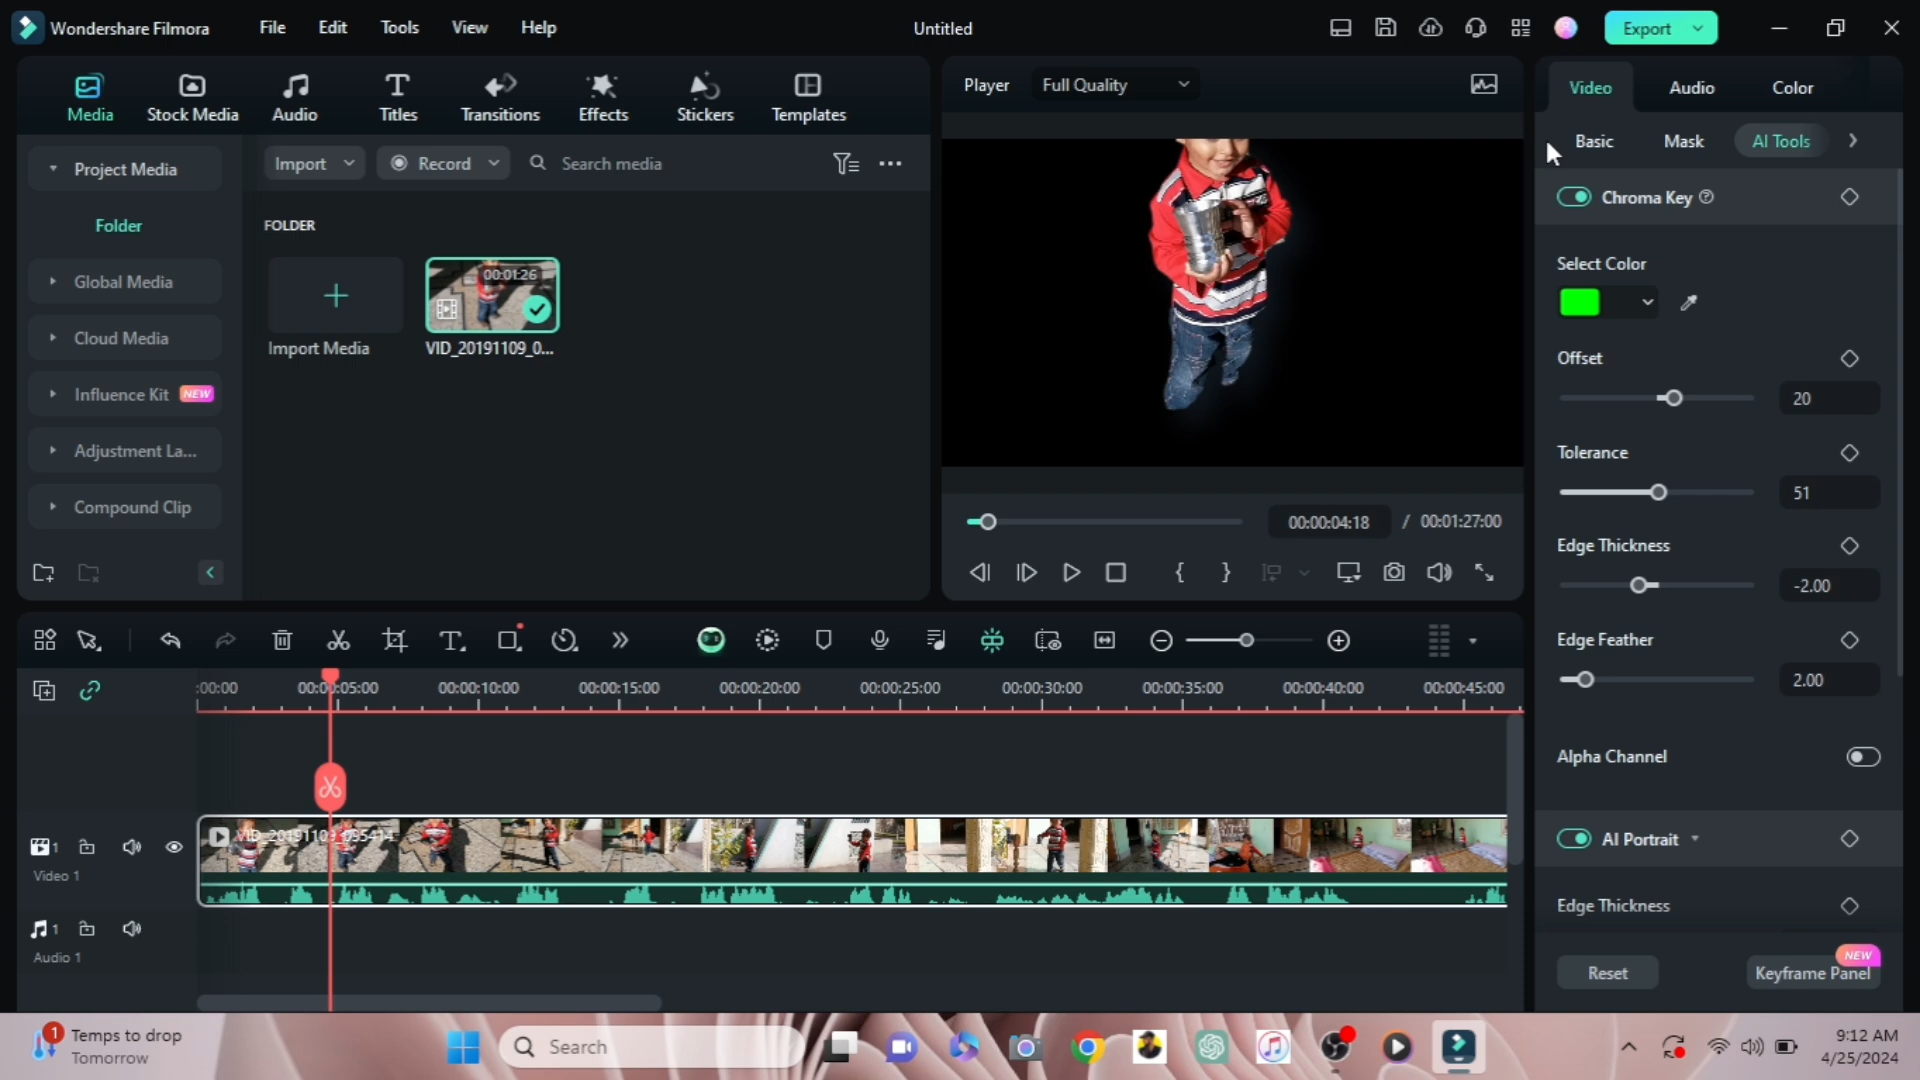 Wondershare Filmora File Edit Tools View Help Untitled Export
Media Stock Media Audio Titles Transitions Effects Stickers Templates
Player Full Quality
Video Audio Color
Basic Mask AI Tools
Project Media
Folder
Global Media
Cloud Media
Influence Kit NEW
Adjustment La...
Compound Clip
Import Record Search media
FOLDER
00:01:26
Import Media VID_20191109_0...
00:00:04:18 / 00:01:27:00
Chroma Key
Select Color
Offset
20
Tolerance
51
Edge Thickness
-2.00
Edge Feather
2.00
Alpha Channel
AI Portrait
Edge Thickness
NEW
Reset Keyframe Panel
:00:00 00:00:05:00 00:00:10:00 00:00:15:00 00:00:20:00 00:00:25:00 00:00:30:00 00:00:35:00 00:00:40:00 00:00:45:00
VID_20191109_095414
1
Video 1
1
Audio 1
1
Temps to drop
Tomorrow
Search
9:12 AM
4/25/2024